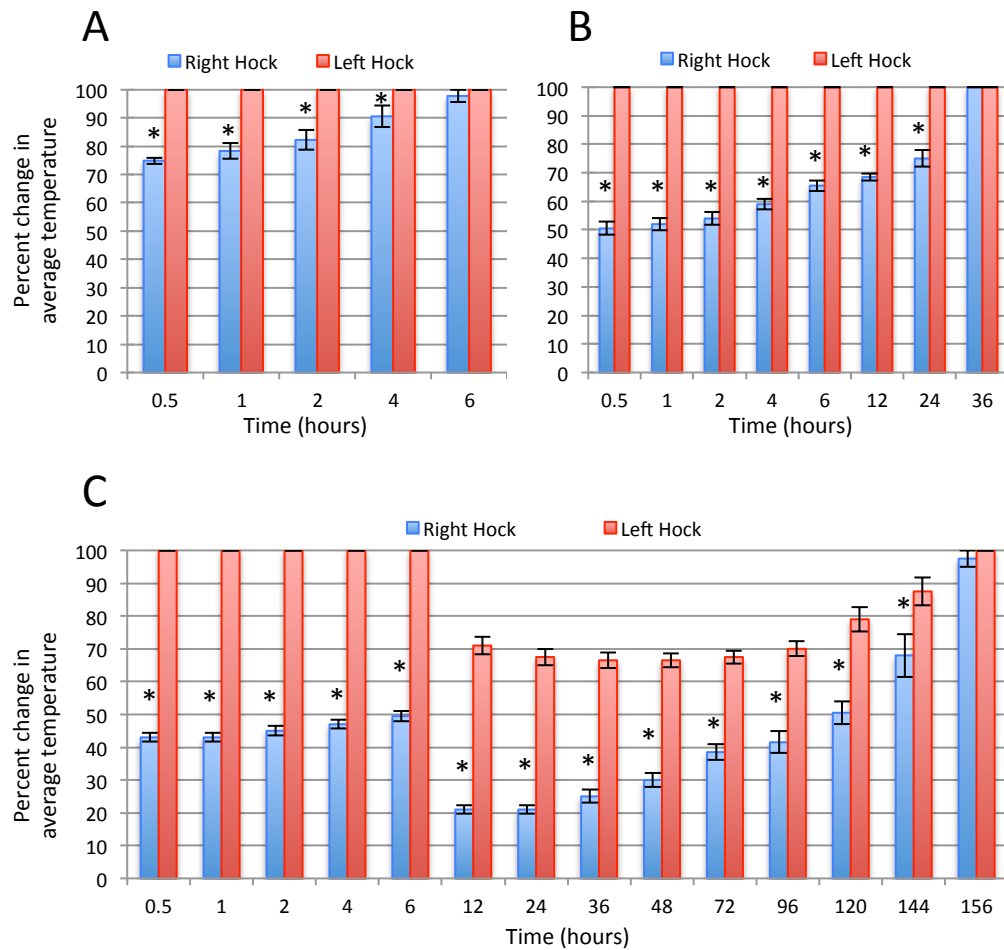 A
Right Hock Left Hock
Percent change in
average temperature
100
90
80
70
60
50
40
30
20
10
0
* * * *
0.5 1 2 4 6
Time (hours)
B
Right Hock Left Hock
100
90
80
70
60
50
40
30
20
10
0
* * * * * * *
0.5 1 2 4 6 12 24 36
Time (hours)
C
Right Hock Left Hock
Percent change in
average temperature
100
90
80
70
60
50
40
30
20
10
0
* * * * * * * * * * * * *
0.5 1 2 4 6 12 24 36 48 72 96 120 144 156
Time (hours)